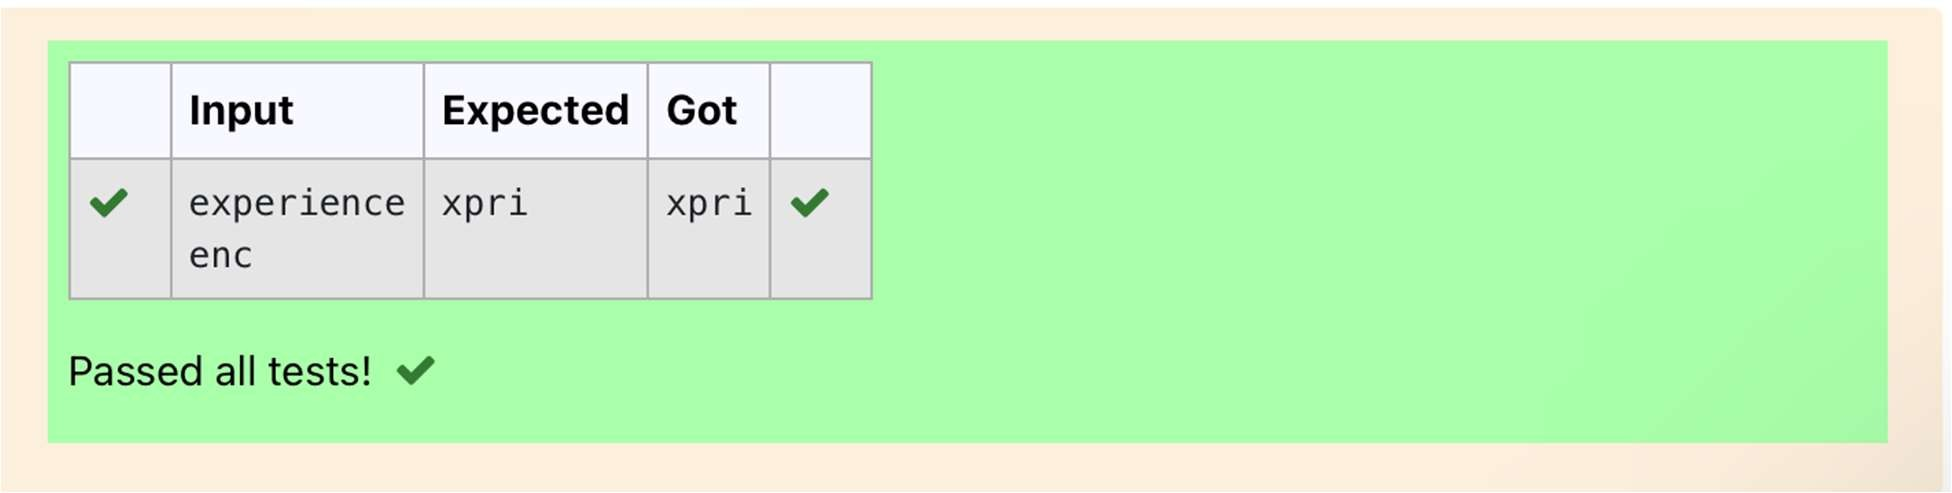 Input Expected Got
experience xpri xpri
enc
Passed all tests!